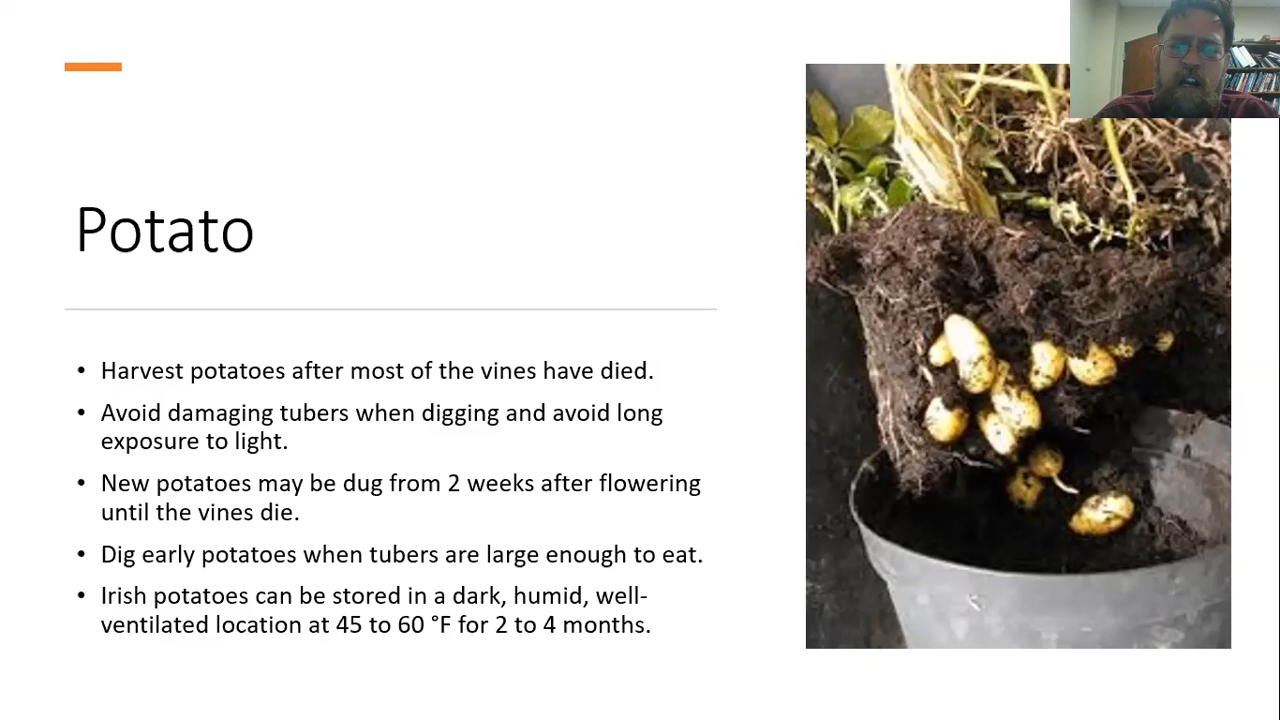 Potato
• Harvest potatoes after most of the vines have died.
• Avoid damaging tubers when digging and avoid long
exposure to light.
• New potatoes may be dug from 2 weeks after flowering
until the vines die.
• Dig early potatoes when tubers are large enough to eat.
• Irish potatoes can be stored in a dark, humid, well-
ventilated location at 45 to 60 °F for 2 to 4 months.